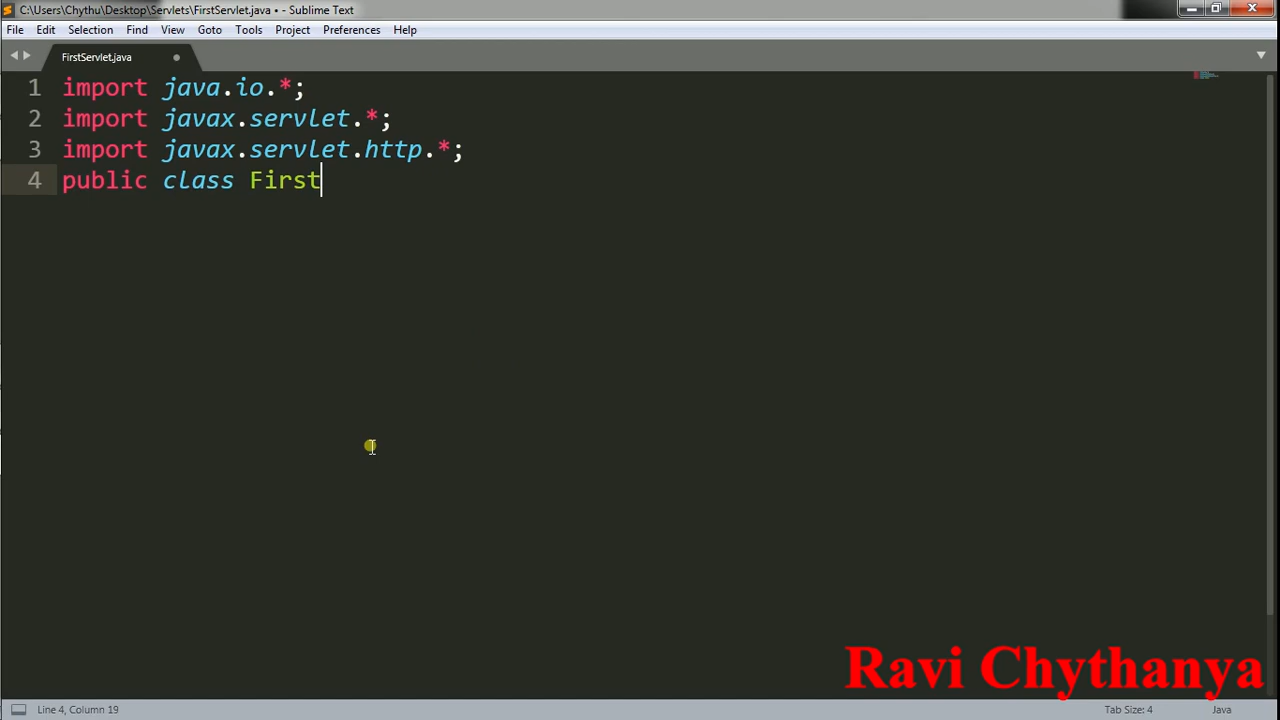 C:\Users\Chythu\Desktop\Servlets\FirstServlet.java • - Sublime Text
File Edit Selection Find View Goto Tools Project Preferences Help
FirstServlet.java
1 import java.io.*;
2 import javax.servlet.*;
3 import javax.servlet.http.*;
4 public class First
Ravi Chythanya
Line 4, Column 19 Tab Size: 4 Java